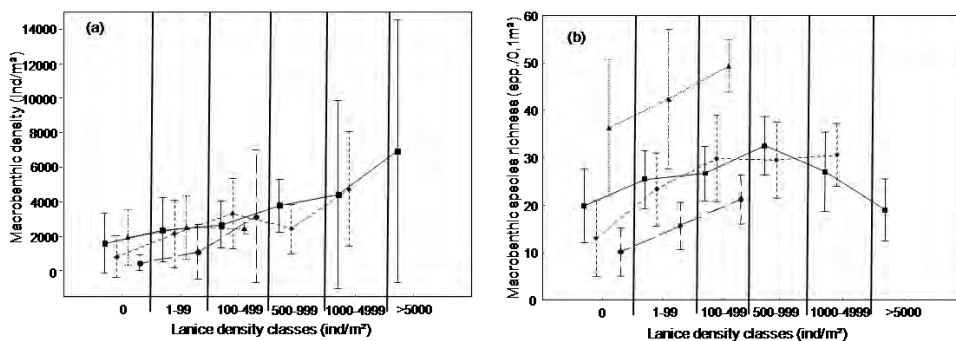 (a)
Macrobenthic density (Ind/m²)
14000
12000
10000
8000
6000
4000
2000
0
0 1-99 100-499 500-999 1000-4999 >5000
Lanice density classes (ind/m²)
(b)
Macrobenthic species richness (spp./0,1m²)
60
50
40
30
20
10
0
0 1-99 100-499 500-999 1000-4999 >5000
Lanice density classes (ind/m²)